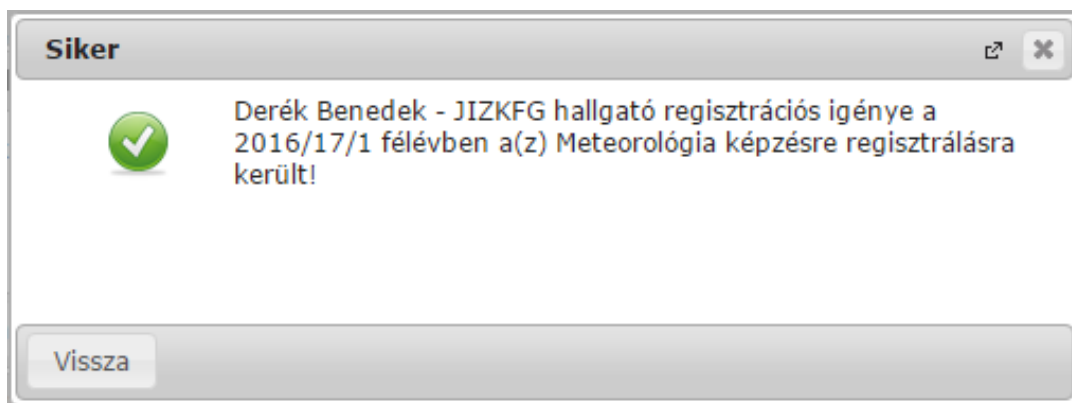 Siker
Derék Benedek - JIZKFG hallgató regisztrációs igénye a
2016/17/1 félévben a(z) Meteorológia képzésre regisztrálásra
került!
Vissza